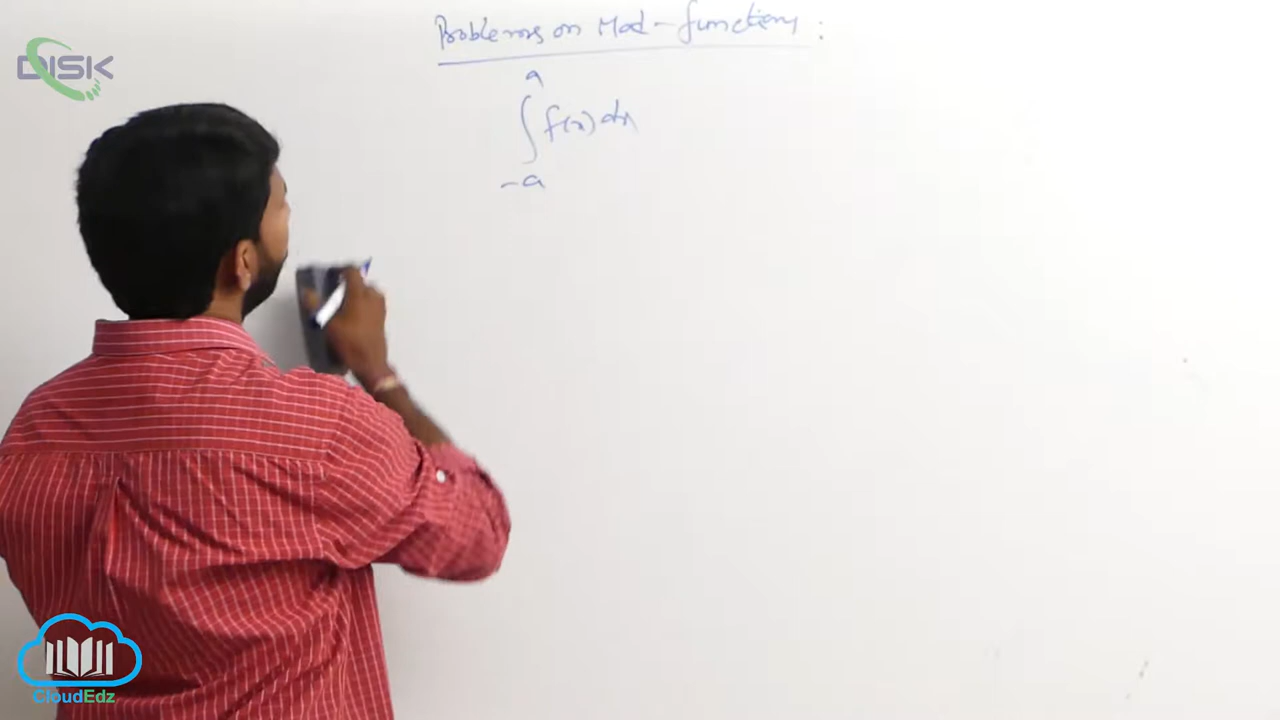 DISK
Problems on Mod-functions :
a
∫ f(x) dx
-a
CloudEdz